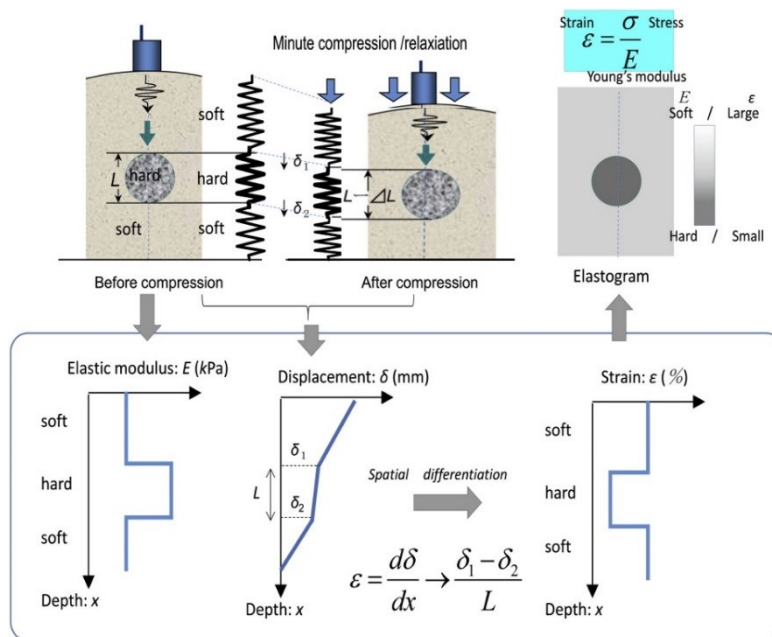 Minute compression /relaxiation
soft
hard
soft
L
soft
hard
soft
δ1
δ2
L−ΔL
Before compression
After compression
Strain
Stress
ε = σ/E
Young's modulus
E
ε
Soft / Large
Hard / Small
Elastogram
Elastic modulus: E (kPa)
soft
hard
soft
Depth: x
Displacement: δ (mm)
δ1
L
δ2
Depth: x
Spatial differentiation
ε = dδ/dx → δ1 − δ2/L
Strain: ε (%)
soft
hard
soft
Depth: x